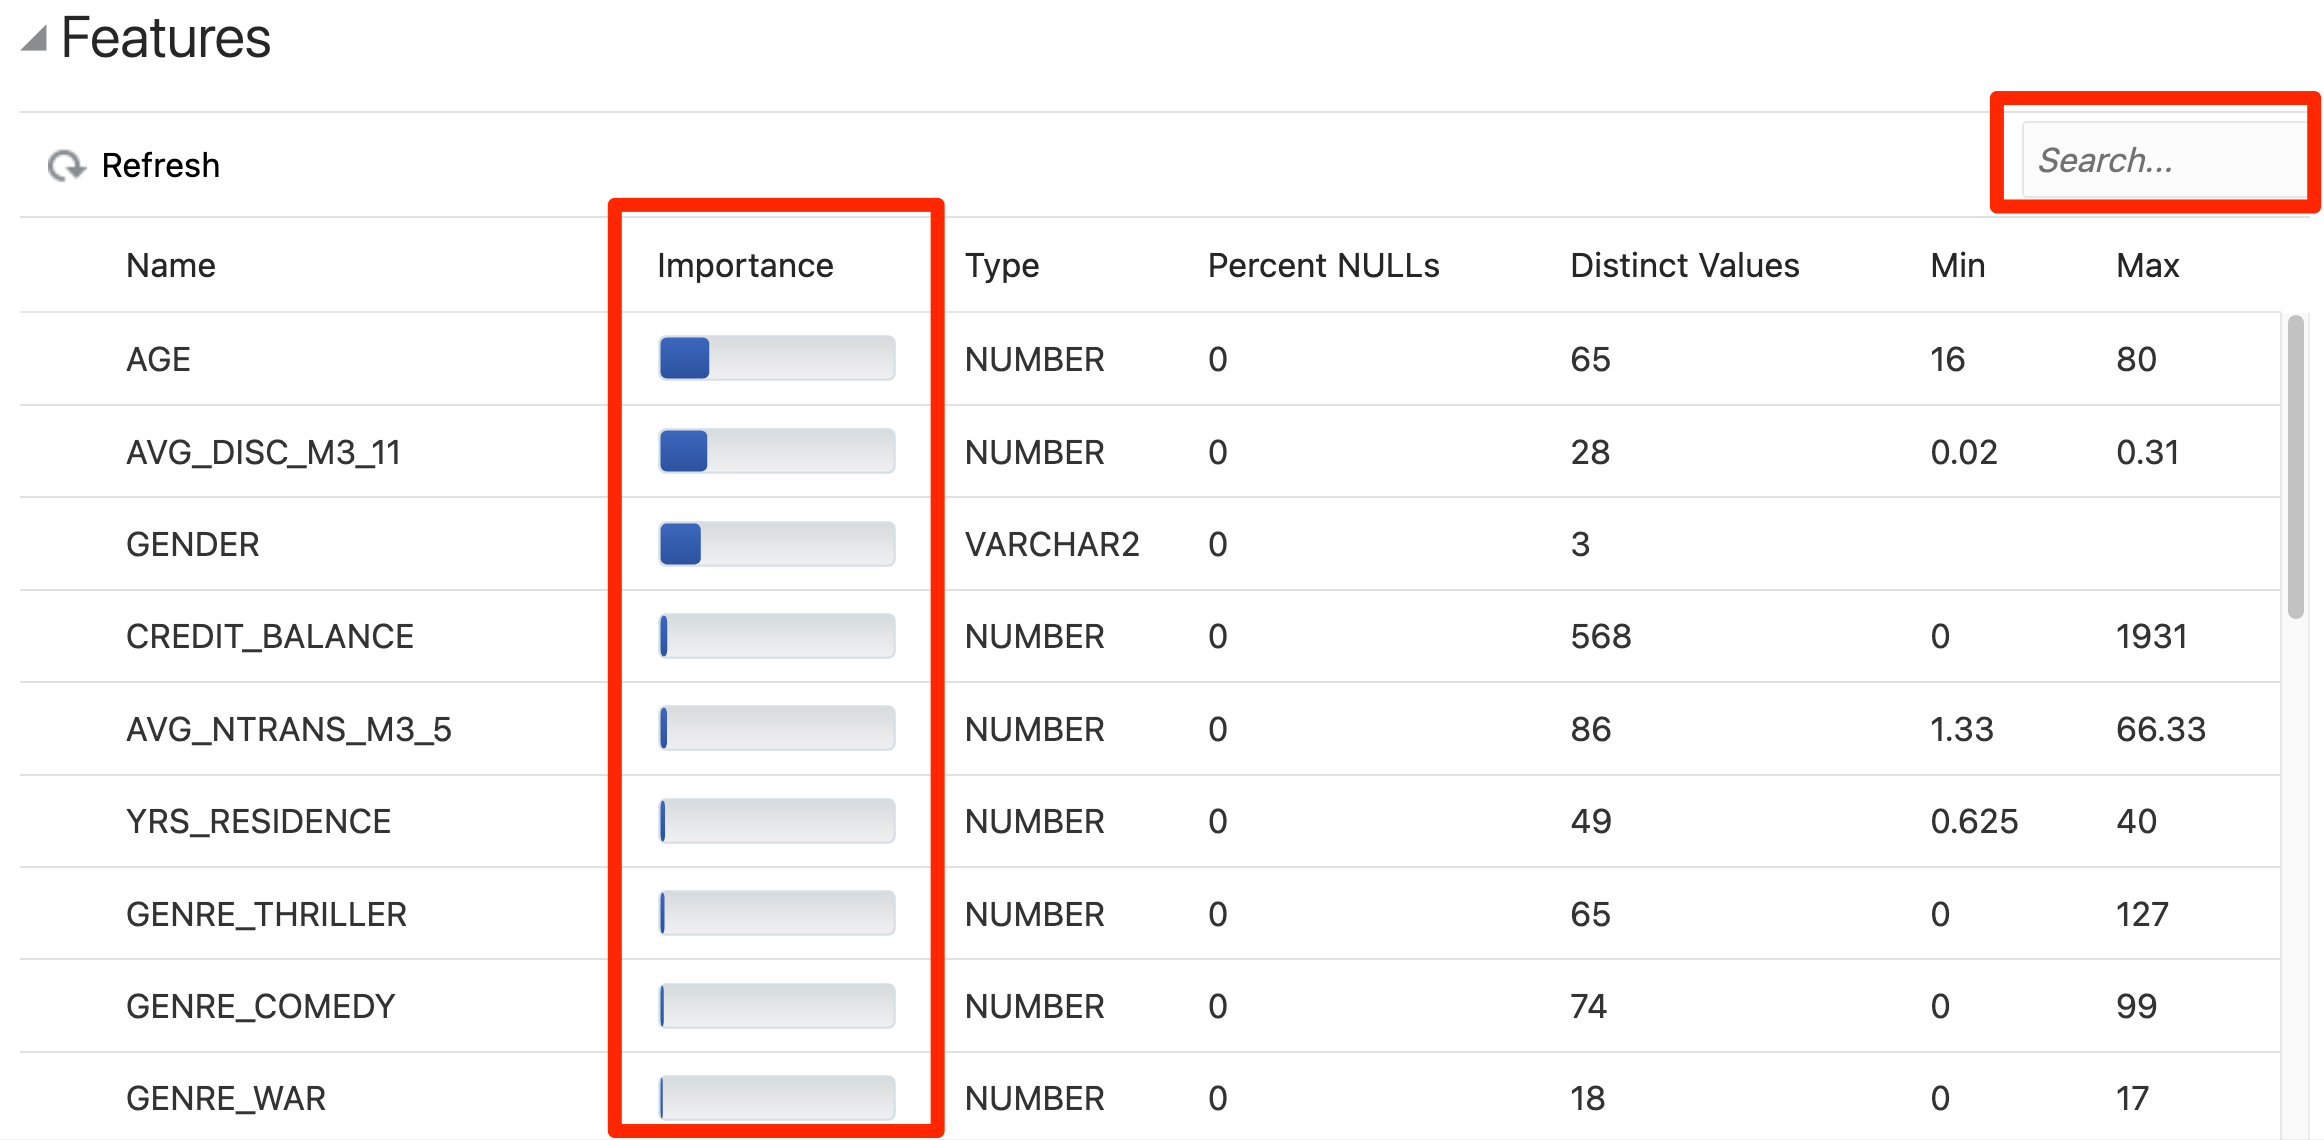 Features
Refresh Search...
Name Importance Type Percent NULLs Distinct Values Min Max
AGE NUMBER 0 65 16 80
AVG_DISC_M3_11 NUMBER 0 28 0.02 0.31
GENDER VARCHAR2 0 3
CREDIT_BALANCE NUMBER 0 568 0 1931
AVG_NTRANS_M3_5 NUMBER 0 86 1.33 66.33
YRS_RESIDENCE NUMBER 0 49 0.625 40
GENRE_THRILLER NUMBER 0 65 0 127
GENRE_COMEDY NUMBER 0 74 0 99
GENRE_WAR NUMBER 0 18 0 17